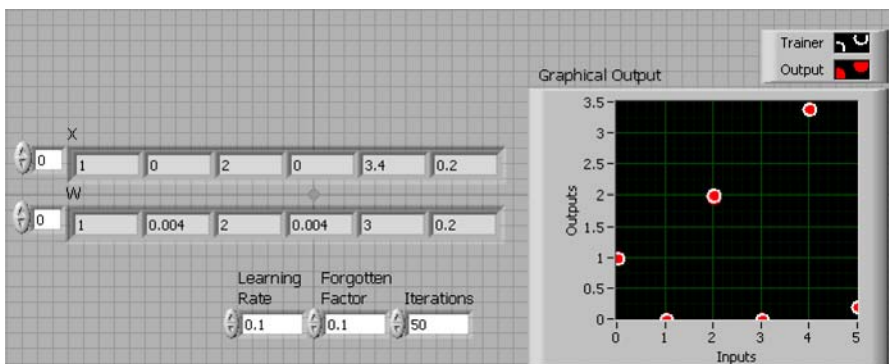 Trainer
Output
Graphical Output
X
0 1 0 2 0 3.4 0.2
W
0 1 0.004 2 0.004 3 0.2
Learning Rate
0.1
Forgotten Factor
0.1
Iterations
50
3.5
3
2.5
2
1.5
1
0.5
0
Outputs
0 1 2 3 4 5
Inputs